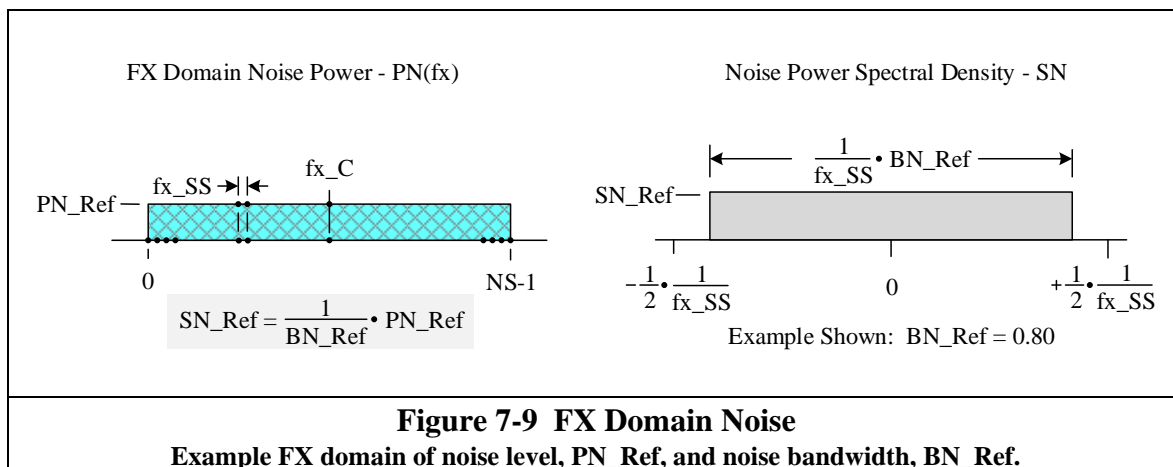 FX Domain Noise Power - PN(fx)
Noise Power Spectral Density - SN
fx_C
fx_SS
PN_Ref
0
NS-1
SN_Ref = 1/BN_Ref • PN_Ref
1/fx_SS • BN_Ref
SN_Ref
-1/2 • 1/fx_SS
0
+1/2 • 1/fx_SS
Example Shown: BN_Ref = 0.80
Figure 7-9 FX Domain Noise
Example FX domain of noise level, PN_Ref, and noise bandwidth, BN_Ref.